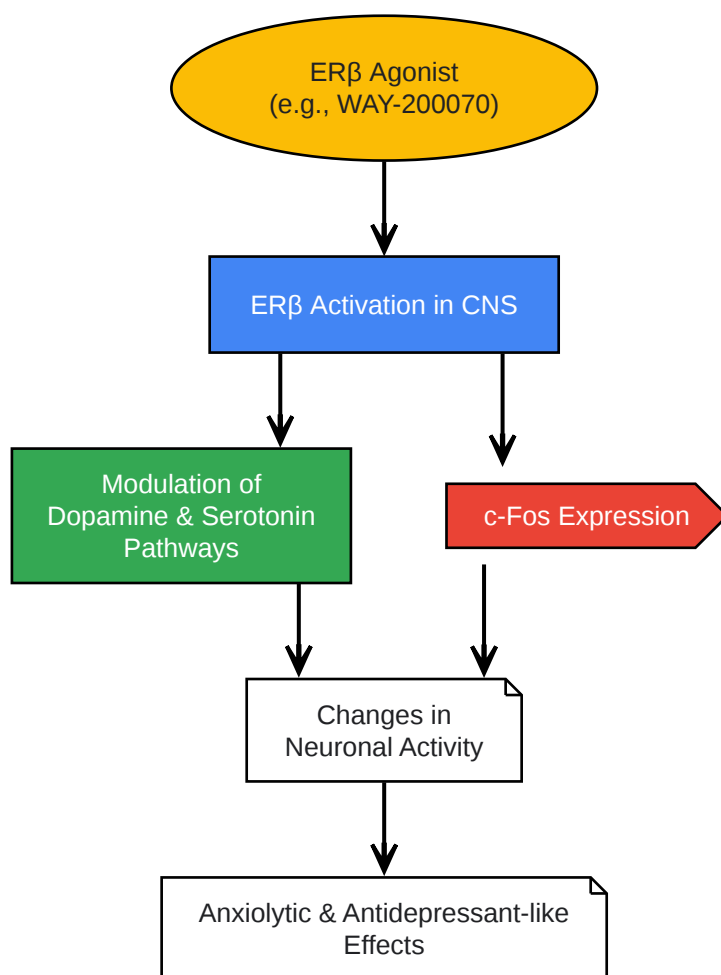 ERβ Agonist
(e.g., WAY-200070)
ERβ Activation in CNS
Modulation of
Dopamine & Serotonin
Pathways
c-Fos Expression
Changes in
Neuronal Activity
Anxiolytic & Antidepressant-like
Effects